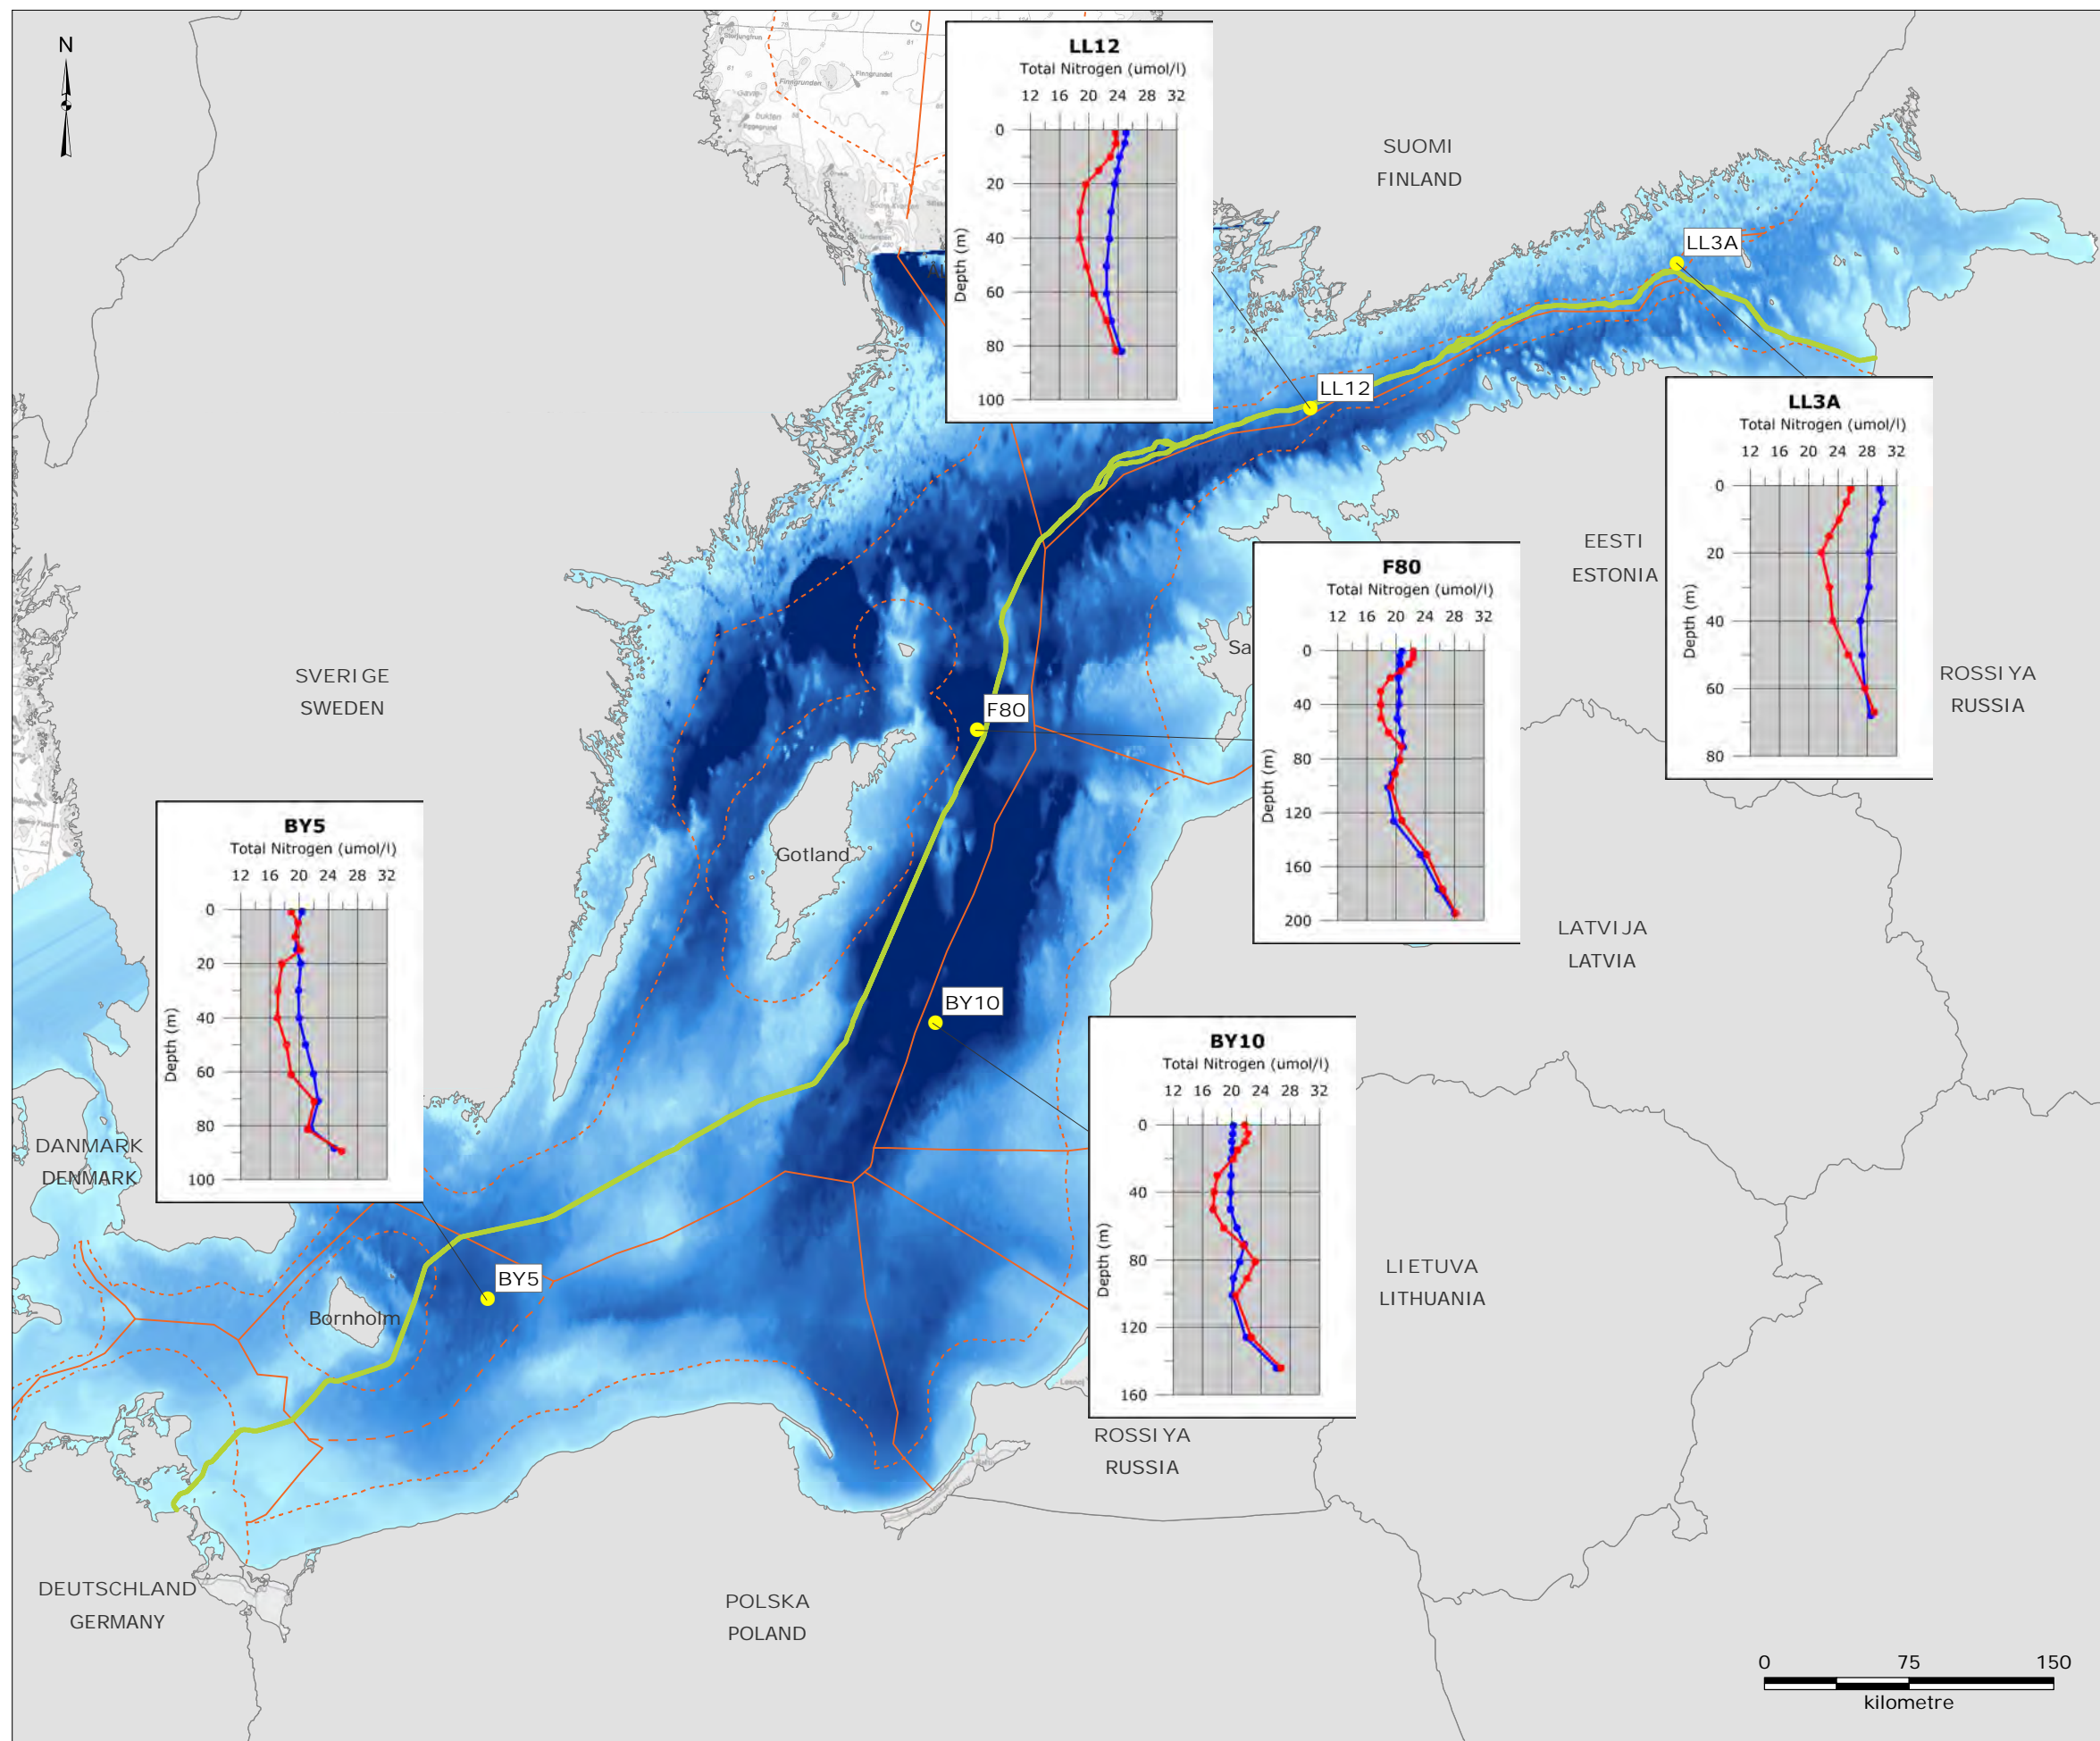 N
LL12
Total Nitrogen (umol/l)
12 16 20 24 28 32
0
20
40
60
80
100
Depth (m)
SUOMI
FINLAND
LL3A
LL12
LL3A
Total Nitrogen (umol/l)
12 16 20 24 28 32
0
20
40
60
80
Depth (m)
EESTI
ESTONIA
F80
Total Nitrogen (umol/l)
12 16 20 24 28 32
0
40
80
120
160
200
Depth (m)
Sa
ROSSIYA
RUSSIA
SVERIGE
SWEDEN
F80
BY5
Total Nitrogen (umol/l)
12 16 20 24 28 32
0
20
40
60
80
100
Depth (m)
Gotland
LATVIJA
LATVIA
BY10
BY10
Total Nitrogen (umol/l)
12 16 20 24 28 32
0
40
80
120
160
Depth (m)
DANMARK
DENMARK
BY5
Bornholm
LIETUVA
LITHUANIA
ROSSIYA
RUSSIA
DEUTSCHLAND
GERMANY
POLSKA
POLAND
0 75 150
kilometre